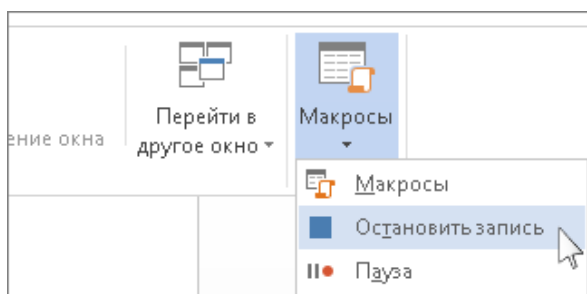 Перейти в
другое окно
Макросы
ение окна
Макросы
Остановить запись
Пауза